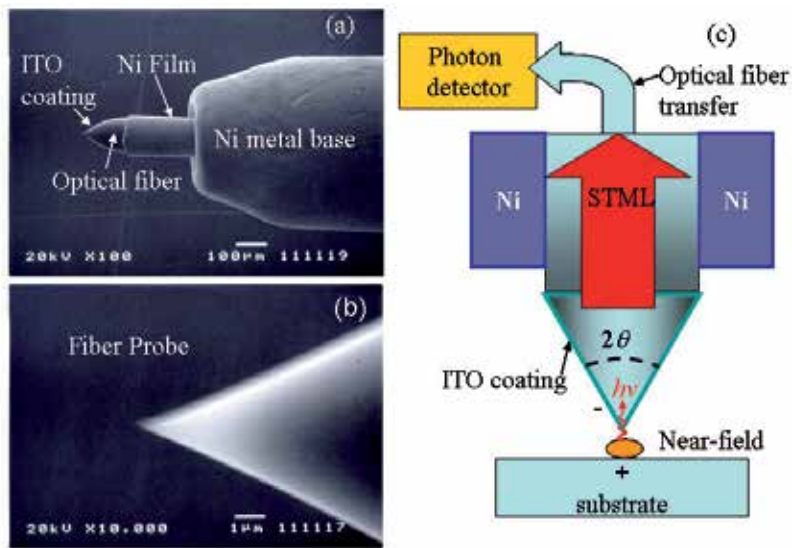 (a)
ITO
coating
Ni Film
Optical fiber
Ni metal base
20kV X100 100μm 111119
(b)
Fiber Probe
20kV X10.000 1μm 111117
(c)
Photon
detector
Optical fiber
transfer
Ni
STML
Ni
2θ
ITO coating
hν
-
Near-field
+
substrate